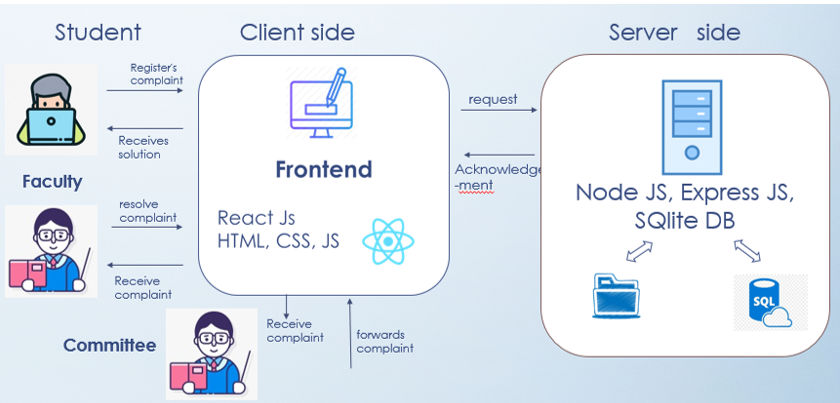 Student
Client side
Server side
Register's
complaint
Receives
solution
Faculty
resolve
complaint
Receive
complaint
Committee
Frontend
React Js
HTML, CSS, JS
Receive
complaint
forwards
complaint
request
Acknowledge
-ment
Node JS, Express JS,
SQlite DB
SQL